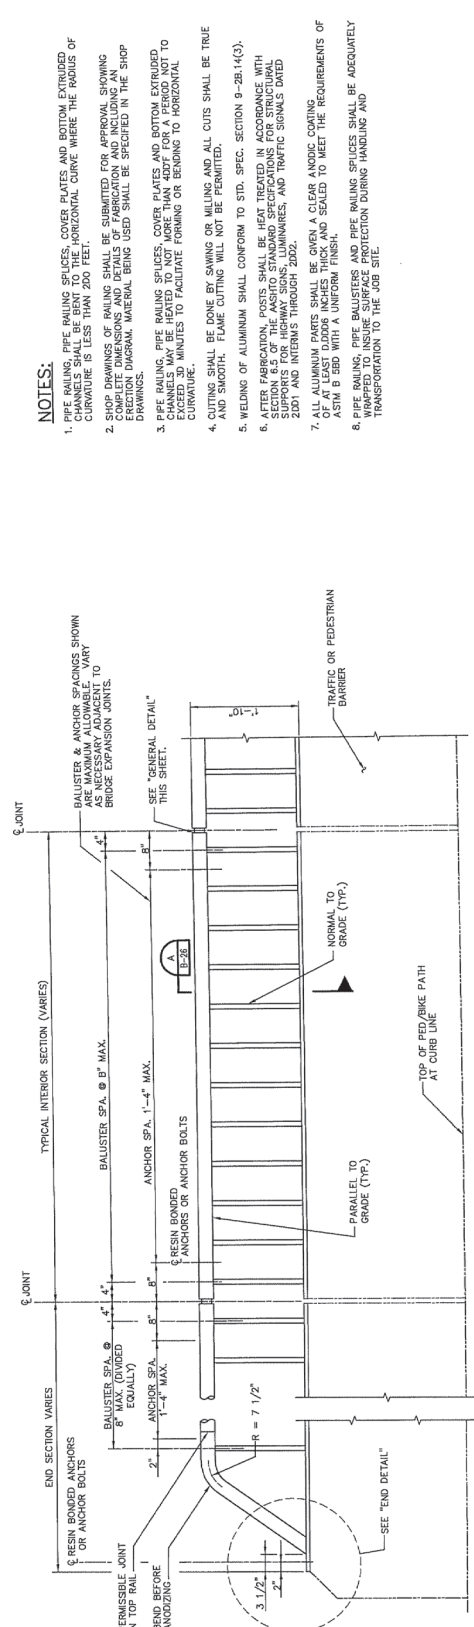 NOTES:
1. PIPE RAILING, PIPE RAILING SPLICES, COVER PLATES AND BOTTOM EXTRUDED
CHANNELS SHALL BE BENT TO THE HORIZONTAL CURVE WHERE THE RADIUS OF
CURVATURE IS LESS THAN 200 FEET.
2. SHOP DRAWINGS OF RAILING SHALL BE SUBMITTED FOR APPROVAL SHOWING
COMPLETE DIMENSIONS AND DETAILS OF FABRICATION AND INCLUDING AN
ERECTION DIAGRAM. MATERIAL BEING USED SHALL BE SPECIFIED IN THE SHOP
DRAWINGS.
3. PIPE RAILING, PIPE RAILING SPLICES, COVER PLATES AND BOTTOM EXTRUDED
CHANNELS MAY BE HEATED TO NOT MORE THAN 400°F FOR A PERIOD NOT TO
EXCEED 30 MINUTES TO FACILITATE FORMING OR BENDING TO HORIZONTAL
CURVATURE.
4. CUTTING SHALL BE DONE BY SAWING OR MILLING AND ALL CUTS SHALL BE TRUE
AND SMOOTH. FLAME CUTTING WILL NOT BE PERMITTED.
5. WELDING OF ALUMINUM SHALL CONFORM TO STD. SPEC. SECTION 9-28.14(3).
6. AFTER FABRICATION, POSTS SHALL BE HEAT TREATED IN ACCORDANCE WITH
SECTION 6.5 OF THE AASHTO STANDARD SPECIFICATIONS FOR STRUCTURAL
SUPPORTS FOR HIGHWAY SIGNS, LUMINAIRES, AND TRAFFIC SIGNALS DATED
2001 AND INTERIMS THROUGH 2002.
7. ALL ALUMINUM PARTS SHALL BE GIVEN A CLEAR ANODIC COATING
OF AT LEAST 0.0006 INCHES THICK AND SEALED TO MEET THE REQUIREMENTS OF
ASTM B 580 WITH A UNIFORM FINISH.
8. PIPE RAILING, PIPE BALUSTERS AND PIPE RAILING SPLICES SHALL BE ADEQUATELY
WRAPPED TO INSURE SURFACE PROTECTION DURING HANDLING AND
TRANSPORTATION TO THE JOB SITE.
END SECTION VARIES
℄ JOINT
TYPICAL INTERIOR SECTION (VARIES)
℄ JOINT
℄ RESIN BONDED ANCHORS
OR ANCHOR BOLTS
BALUSTER SPA. @
8" MAX. (DIVIDED
EQUALLY)
4"
4"
BALUSTER SPA. @ 8" MAX.
4"
BALUSTER & ANCHOR SPACINGS SHOWN
ARE MAXIMUM ALLOWABLE. VARY
AS NECESSARY ADJACENT TO
BRIDGE EXPANSION JOINTS.
2"
ANCHOR SPA.
1'-4" MAX.
8"
8"
ANCHOR SPA. 1'-4" MAX.
8"
SEE "GENERAL DETAIL"
THIS SHEET.
℄ RESIN BONDED
ANCHORS OR ANCHOR BOLTS
A
B-26
1'-10"
ERMISSIBLE JOINT
N TOP RAIL
BEND BEFORE
ANODIZING
R = 7 1/2"
3 1/2"
2"
SEE "END DETAIL"
PARALLEL TO
GRADE (TYP.)
NORMAL TO
GRADE (TYP.)
TRAFFIC OR PEDESTRIAN
BARRIER
TOP OF PED/BIKE PATH
AT CURB LINE